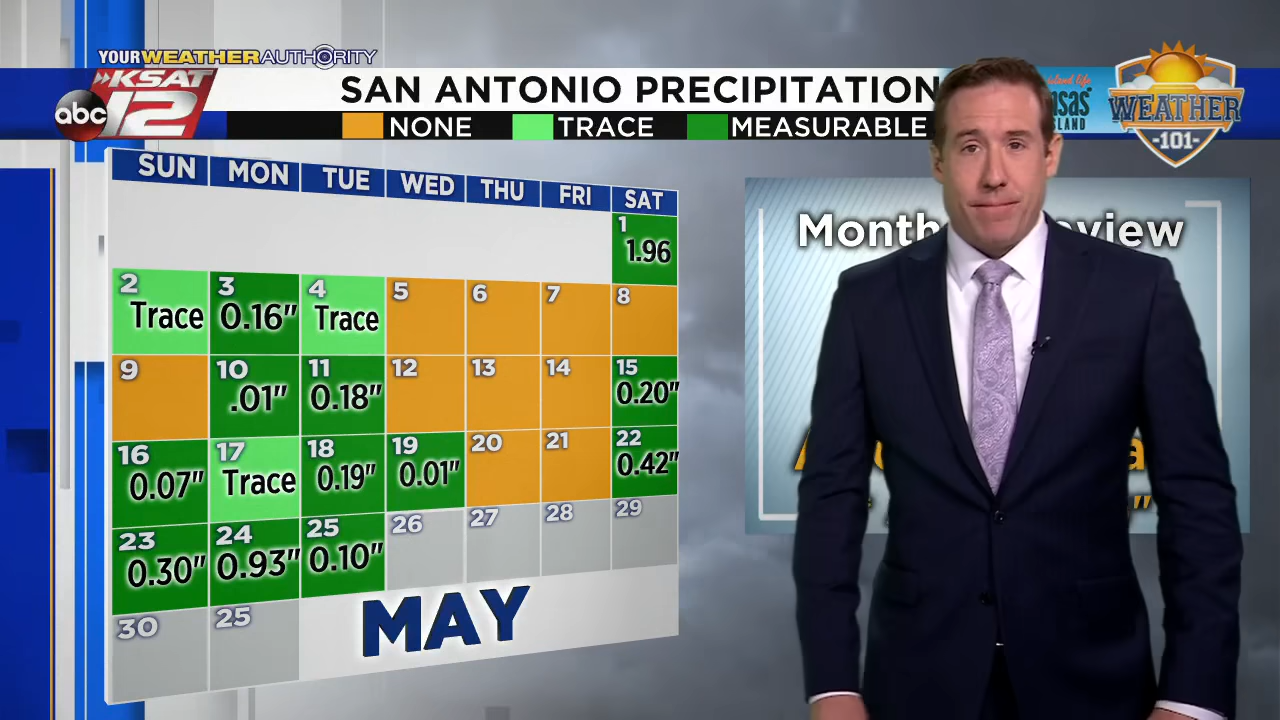 YOURWEATHERAUTHORITY
KSAT
abc 12
SAN ANTONIO PRECIPITATION
NONE TRACE MEASURABLE
island life
ISLAND
WEATHER
-101-
SUN MON TUE WED THU FRI SAT
1
1.96
2 3 4 5 6 7 8
Trace 0.16" Trace
9 10 11 12 13 14 15
.01" 0.18" 0.20"
16 17 18 19 20 21 22
0.07" Trace 0.19" 0.01" 0.42"
23 24 25 26 27 28 29
0.30" 0.93" 0.10"
30 25
MAY